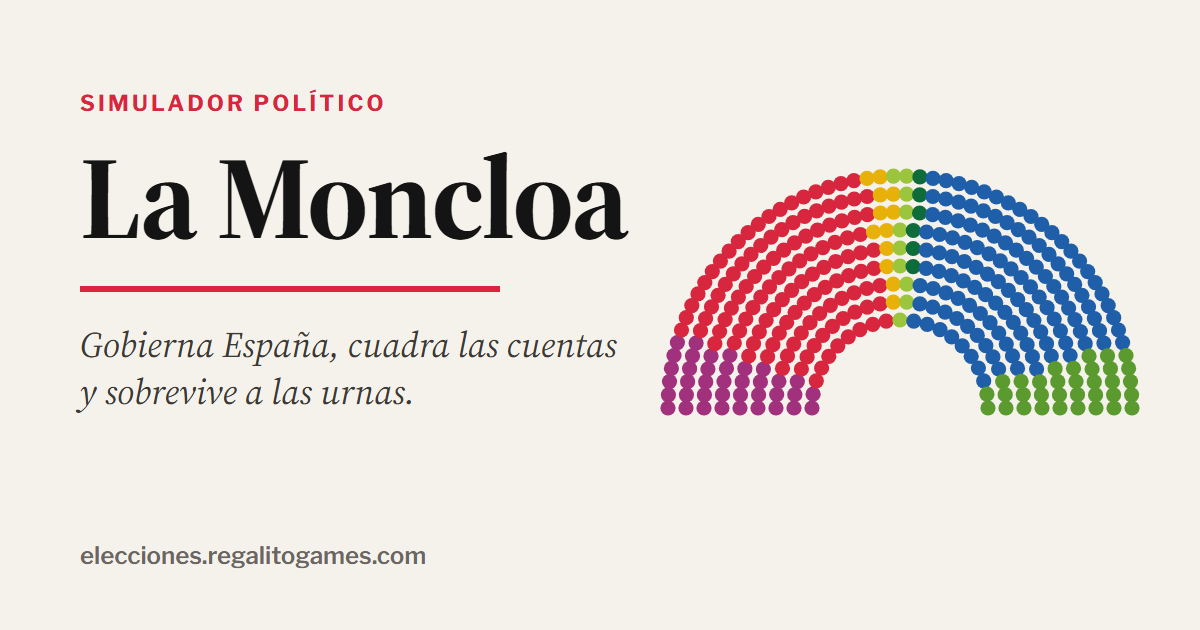 SIMULADOR POLÍTICO
La Moncloa
Gobierna España, cuadra las cuentas
y sobrevive a las urnas.
elecciones.regalitogames.com